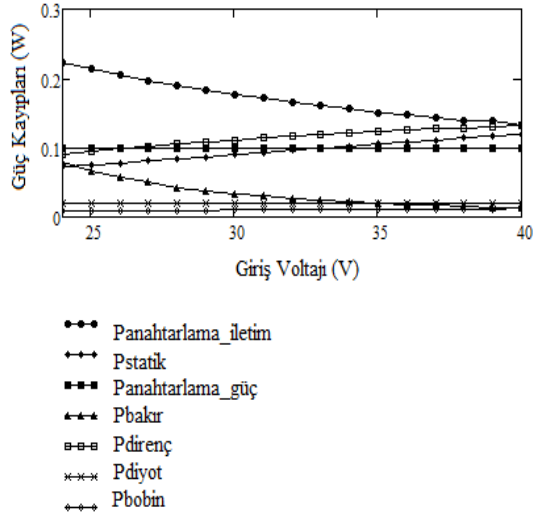 0.3
0.2
0.10
0
Güç Kayıpları (W)
25
30
35
40
Giriş Voltajı (V)
Panahtarlama_iletim
Pstatik
Panahtarlama_güç
Pbakır
Pdirenç
Pdiyot
Pbobin